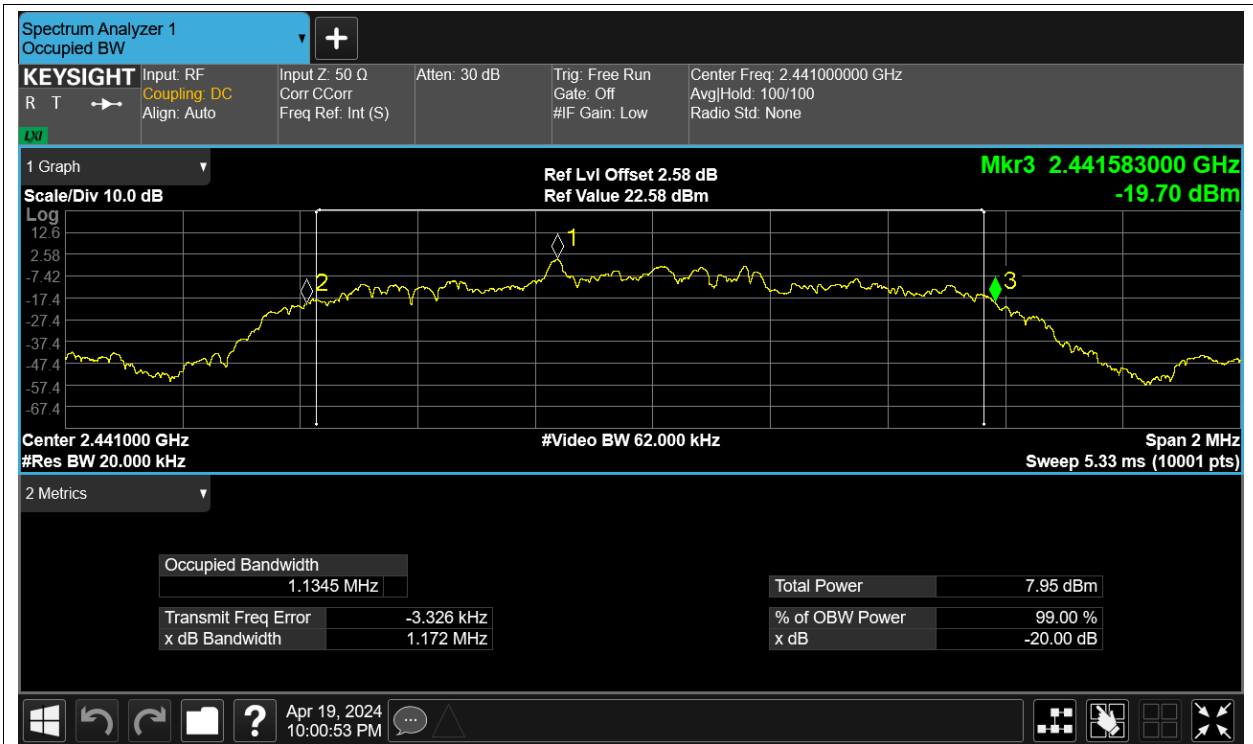 Spectrum Analyzer 1
Occupied BW
KEYSIGHT
R T
LXI
Input: RF
Coupling: DC
Align: Auto
Input Z: 50 Ω
Corr CCorr
Freq Ref: Int (S)
Atten: 30 dB
Trig: Free Run
Gate: Off
#IF Gain: Low
Center Freq: 2.441000000 GHz
Avg|Hold: 100/100
Radio Std: None
1 Graph
Scale/Div 10.0 dB
Ref Lvl Offset 2.58 dB
Ref Value 22.58 dBm
Mkr3 2.441583000 GHz
-19.70 dBm
Log
12.6
2.58
-7.42
-17.4
-27.4
-37.4
-47.4
-57.4
-67.4
1
2
3
Center 2.441000 GHz
#Res BW 20.000 kHz
#Video BW 62.000 kHz
Span 2 MHz
Sweep 5.33 ms (10001 pts)
2 Metrics
Occupied Bandwidth
1.1345 MHz
Transmit Freq Error -3.326 kHz
x dB Bandwidth 1.172 MHz
Total Power 7.95 dBm
% of OBW Power 99.00 %
x dB -20.00 dB
Apr 19, 2024
10:00:53 PM